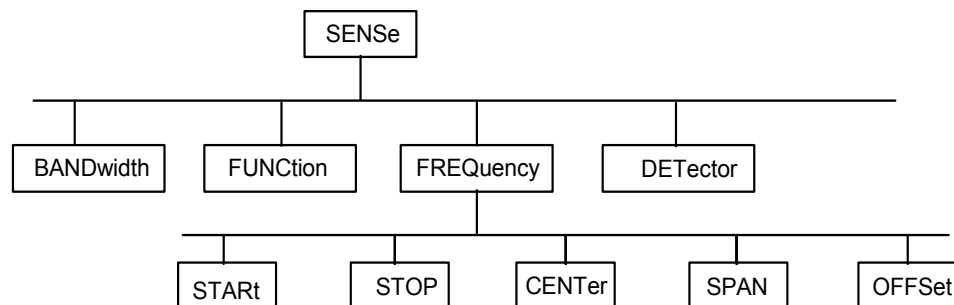 SENSe
BANDwidth FUNCtion FREQuency DETector
STARt STOP CENTer SPAN OFFSet